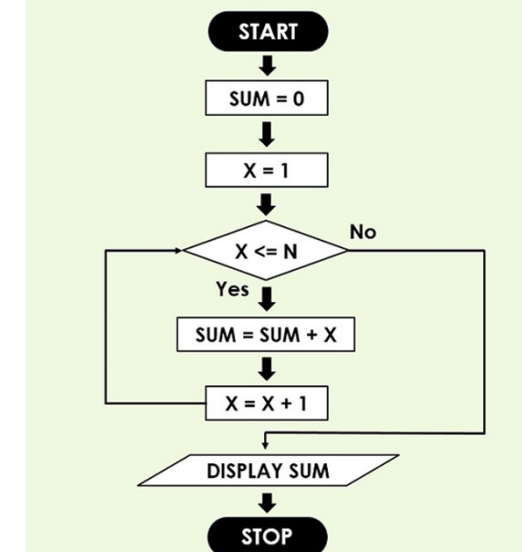 START
SUM = 0
X = 1
X <= N
No
Yes
SUM = SUM + X
X = X + 1
DISPLAY SUM
STOP